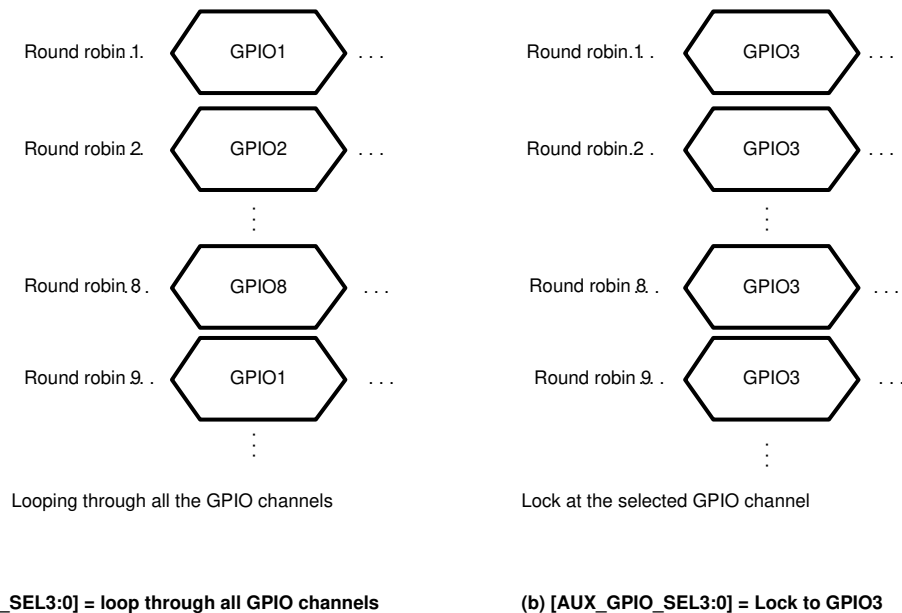 Round robin 1. . . GPIO1 . . .
Round robin 2. . . GPIO2 . . .
Round robin 8. . . GPIO8 . . .
Round robin 9. . . GPIO1 . . .
Looping through all the GPIO channels
_SEL3:0] = loop through all GPIO channels
Round robin 1. . . GPIO3 . . .
Round robin 2. . . GPIO3 . . .
Round robin 8. . . GPIO3 . . .
Round robin 9. . . GPIO3 . . .
Lock at the selected GPIO channel
(b) [AUX_GPIO_SEL3:0] = Lock to GPIO3